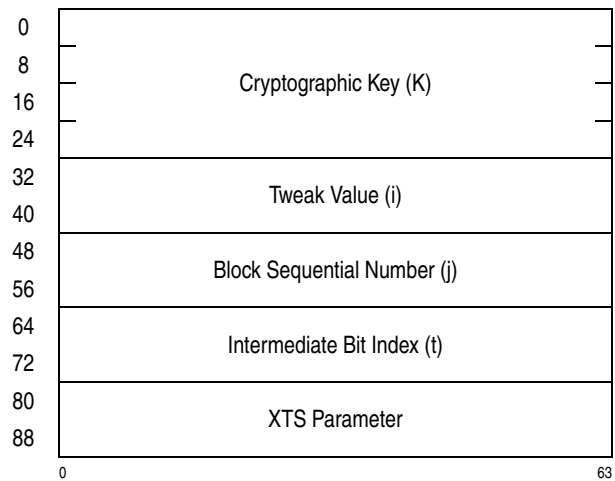 0
8
Cryptographic Key (K)
16
24
32
Tweak Value (i)
40
48
Block Sequential Number (j)
56
64
Intermediate Bit Index (t)
72
80
XTS Parameter
88
0 63